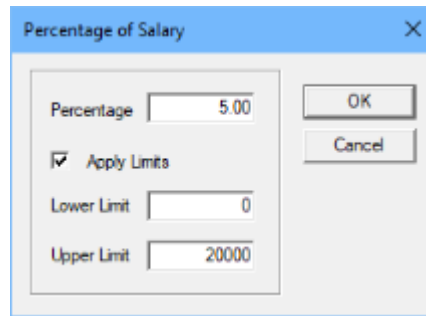 Percentage of Salary
Percentage 5.00
OK
Apply Limits
Cancel
Lower Limit 0
Upper Limit 20000